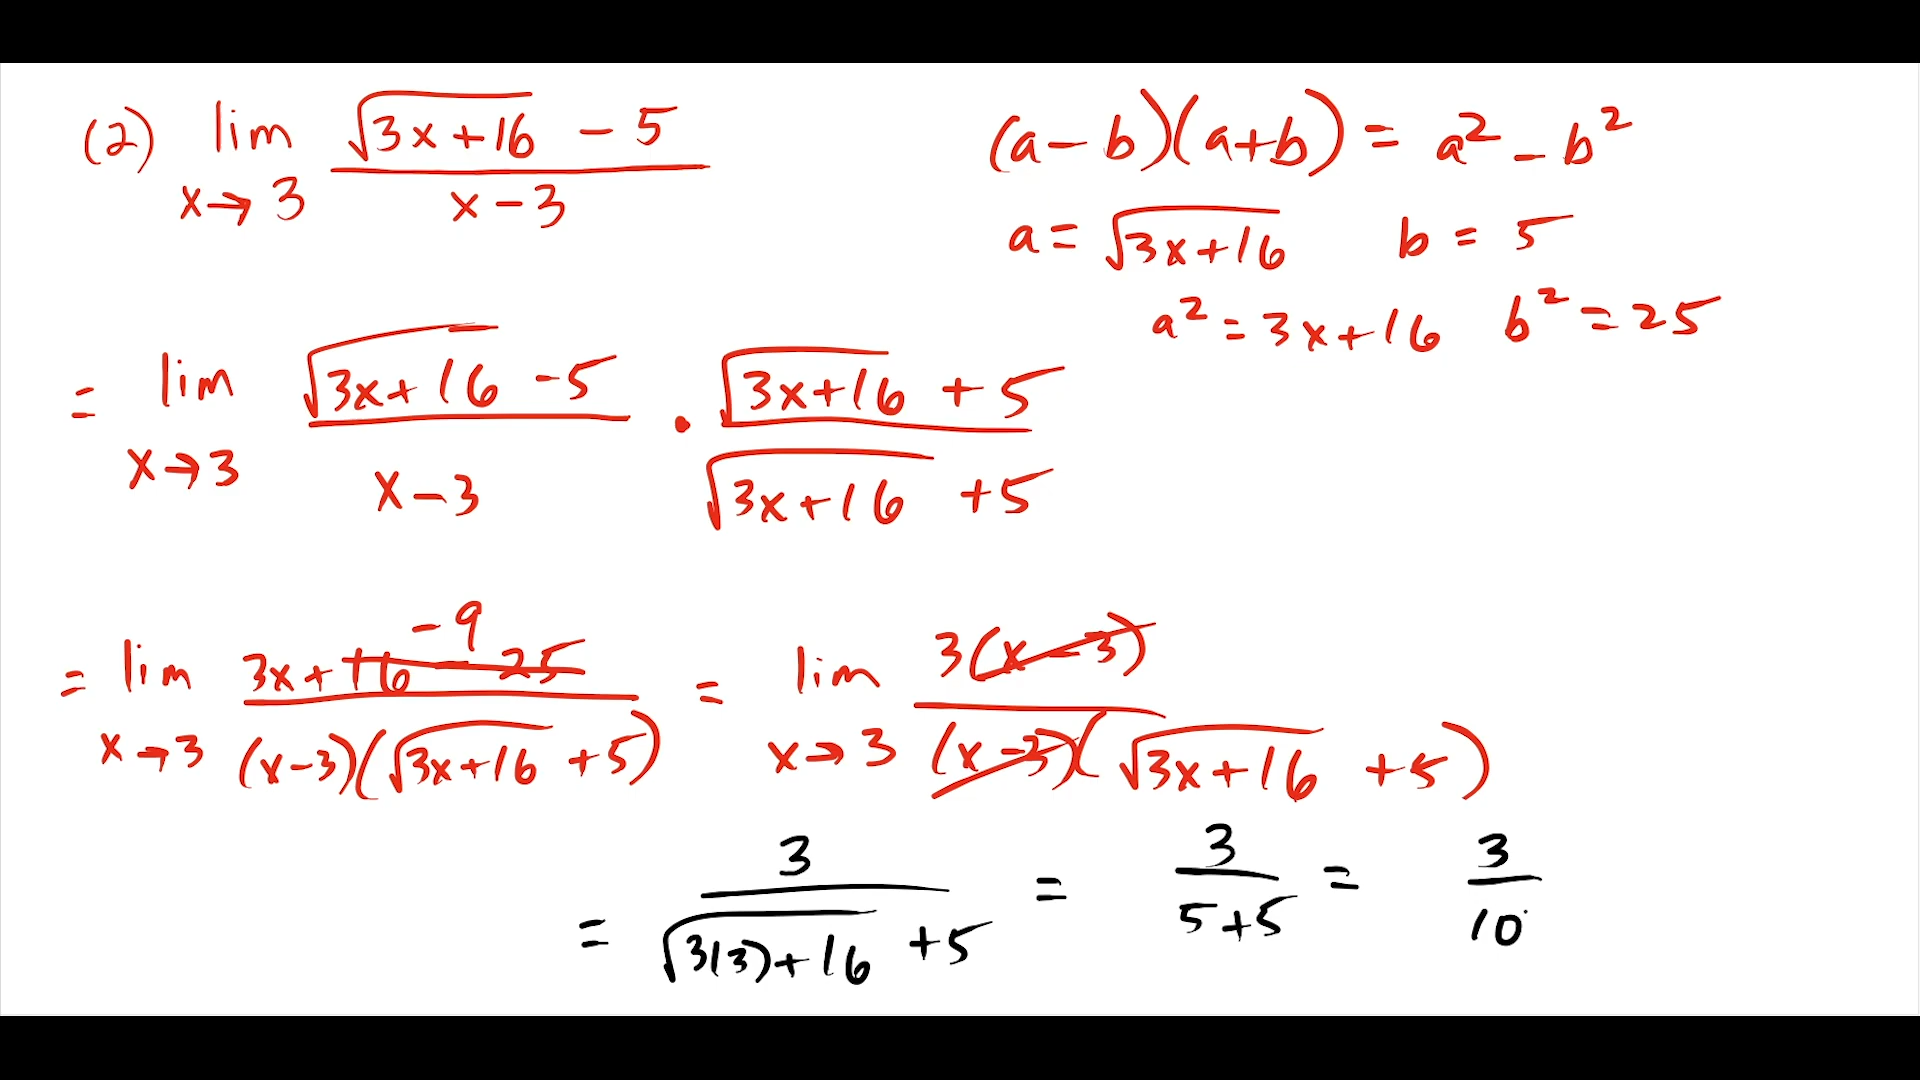 (2) lim x→3 (√(3x+16) - 5)/(x-3)
(a-b)(a+b) = a² - b²
a = √(3x+16) b = 5
a² = 3x+16 b² = 25
= lim x→3 (√(3x+16) - 5)/(x-3) · (√(3x+16) + 5)/(√(3x+16) + 5)
-9
= lim x→3 (3x+16-25)/((x-3)(√(3x+16) + 5)) = lim x→3 3(x-3)/((x-3)(√(3x+16) + 5))
= 3/(√(3(3)+16) + 5) = 3/(5+5) = 3/10